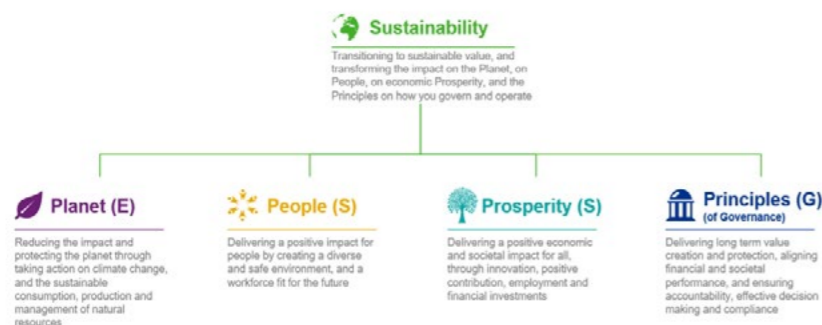 Sustainability
Transitioning to sustainable value, and
transforming the impact on the Planet, on
People, on economic Prosperity, and the
Principles on how you govern and operate
Planet (E)
Reducing the impact and
protecting the planet through
taking action on climate change,
and the sustainable
consumption, production and
management of natural
resources
People (S)
Delivering a positive impact for
people by creating a diverse
and safe environment, and a
workforce fit for the future
Prosperity (S)
Delivering a positive economic
and societal impact for all,
through innovation, positive
contribution, employment and
financial investments
Principles (G)
(of Governance)
Delivering long term value
creation and protection, aligning
financial and societal
performance, and ensuring
accountability, effective decision
making and compliance